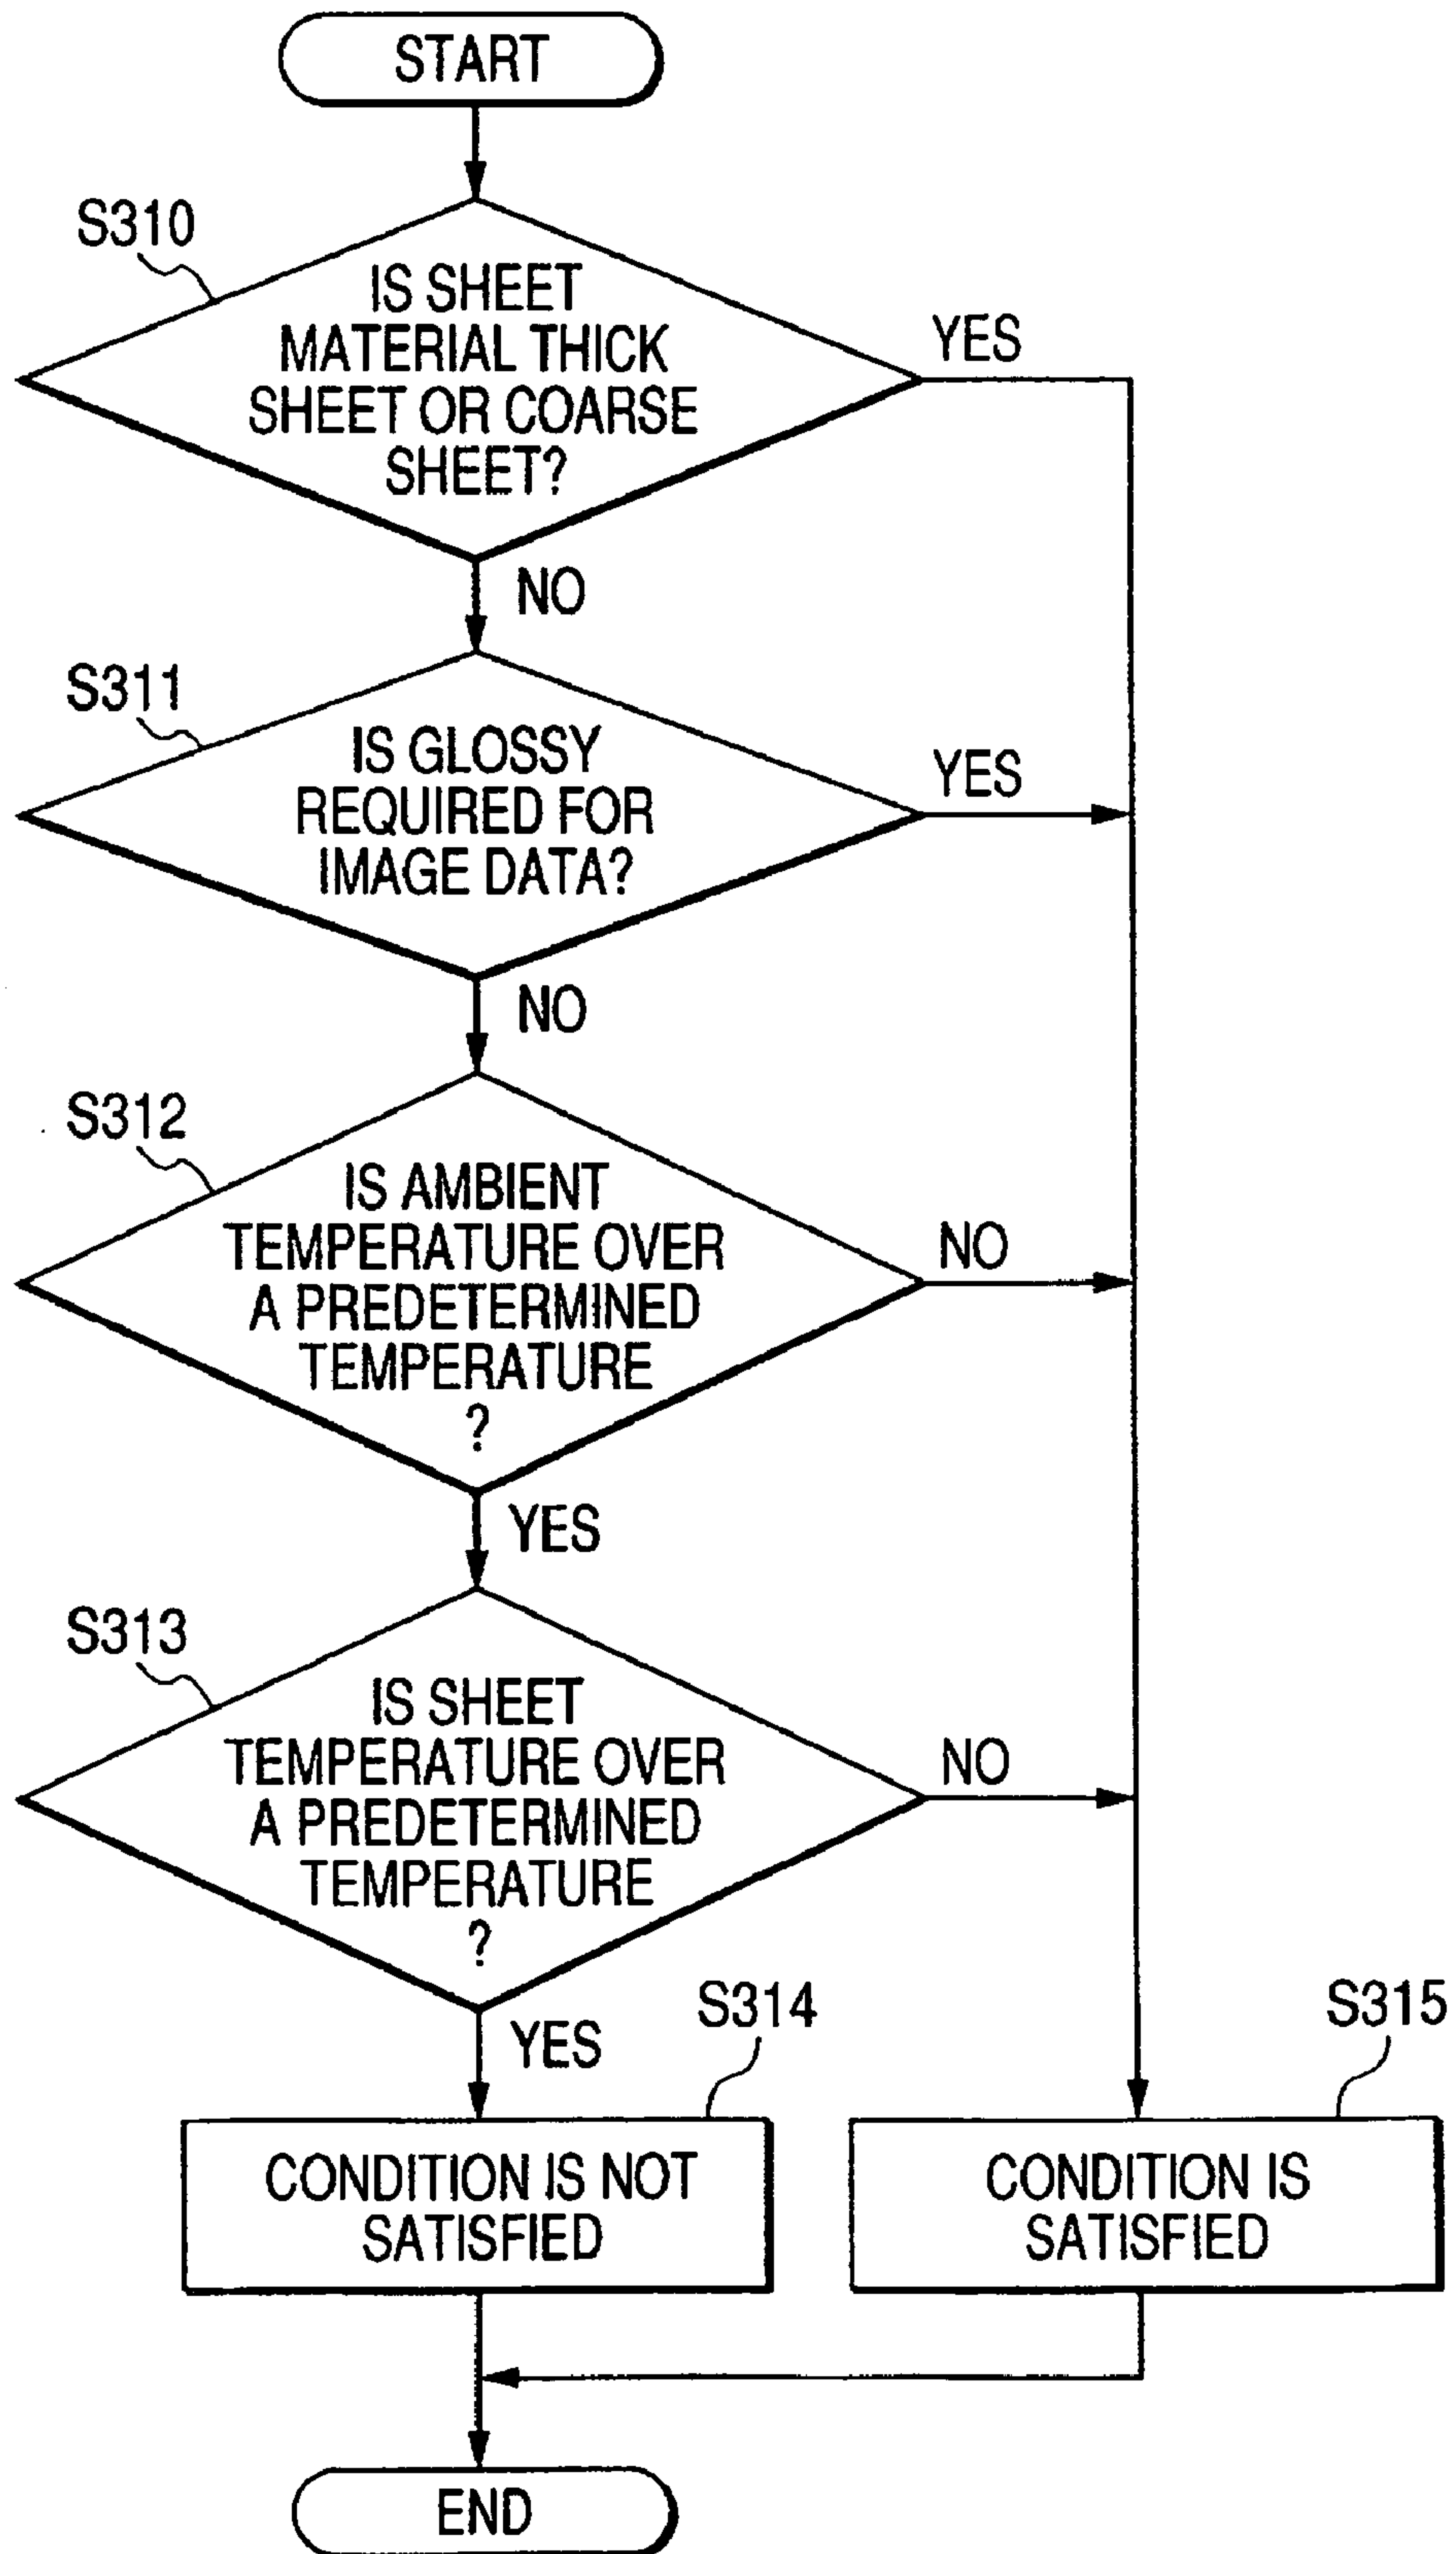 START
S310
IS SHEET
MATERIAL THICK
SHEET OR COARSE
SHEET?
YES
NO
S311
IS GLOSSY
REQUIRED FOR
IMAGE DATA?
YES
NO
S312
IS AMBIENT
TEMPERATURE OVER
A PREDETERMINED
TEMPERATURE
?
NO
YES
S313
IS SHEET
TEMPERATURE OVER
A PREDETERMINED
TEMPERATURE
?
NO
YES
S314
CONDITION IS NOT
SATISFIED
S315
CONDITION IS
SATISFIED
END